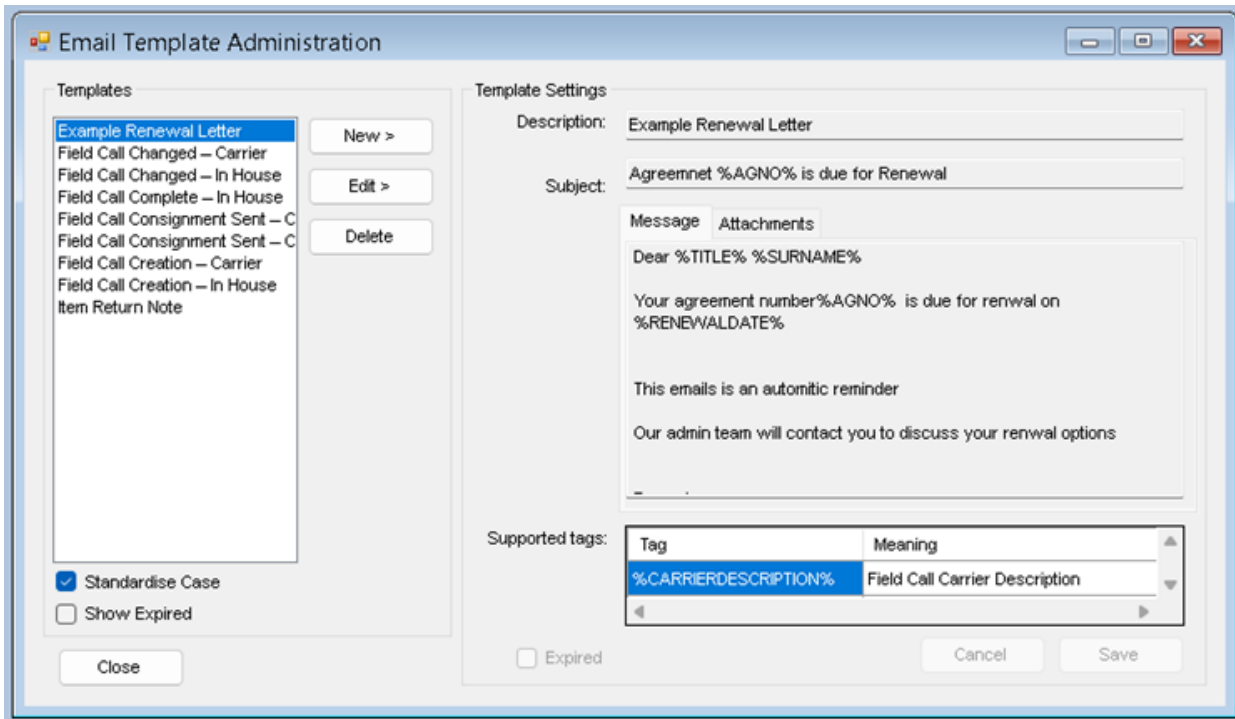 Email Template Administration
Templates
Example Renewal Letter
Field Call Changed – Carrier
Field Call Changed – In House
Field Call Complete – In House
Field Call Consignment Sent – C
Field Call Consignment Sent – C
Field Call Creation – Carrier
Field Call Creation – In House
Item Return Note
New >
Edit >
Delete
Standardise Case
Show Expired
Close
Template Settings
Description:
Example Renewal Letter
Subject:
Agreemnet %AGNO% is due for Renewal
Message
Attachments
Dear %TITLE% %SURNAME%
Your agreement number%AGNO% is due for renwal on
%RENEWALDATE%
This emails is an automitic reminder
Our admin team will contact you to discuss your renwal options
Supported tags:
Tag
Meaning
%CARRIERDESCRIPTION%
Field Call Carrier Description
Expired
Cancel
Save